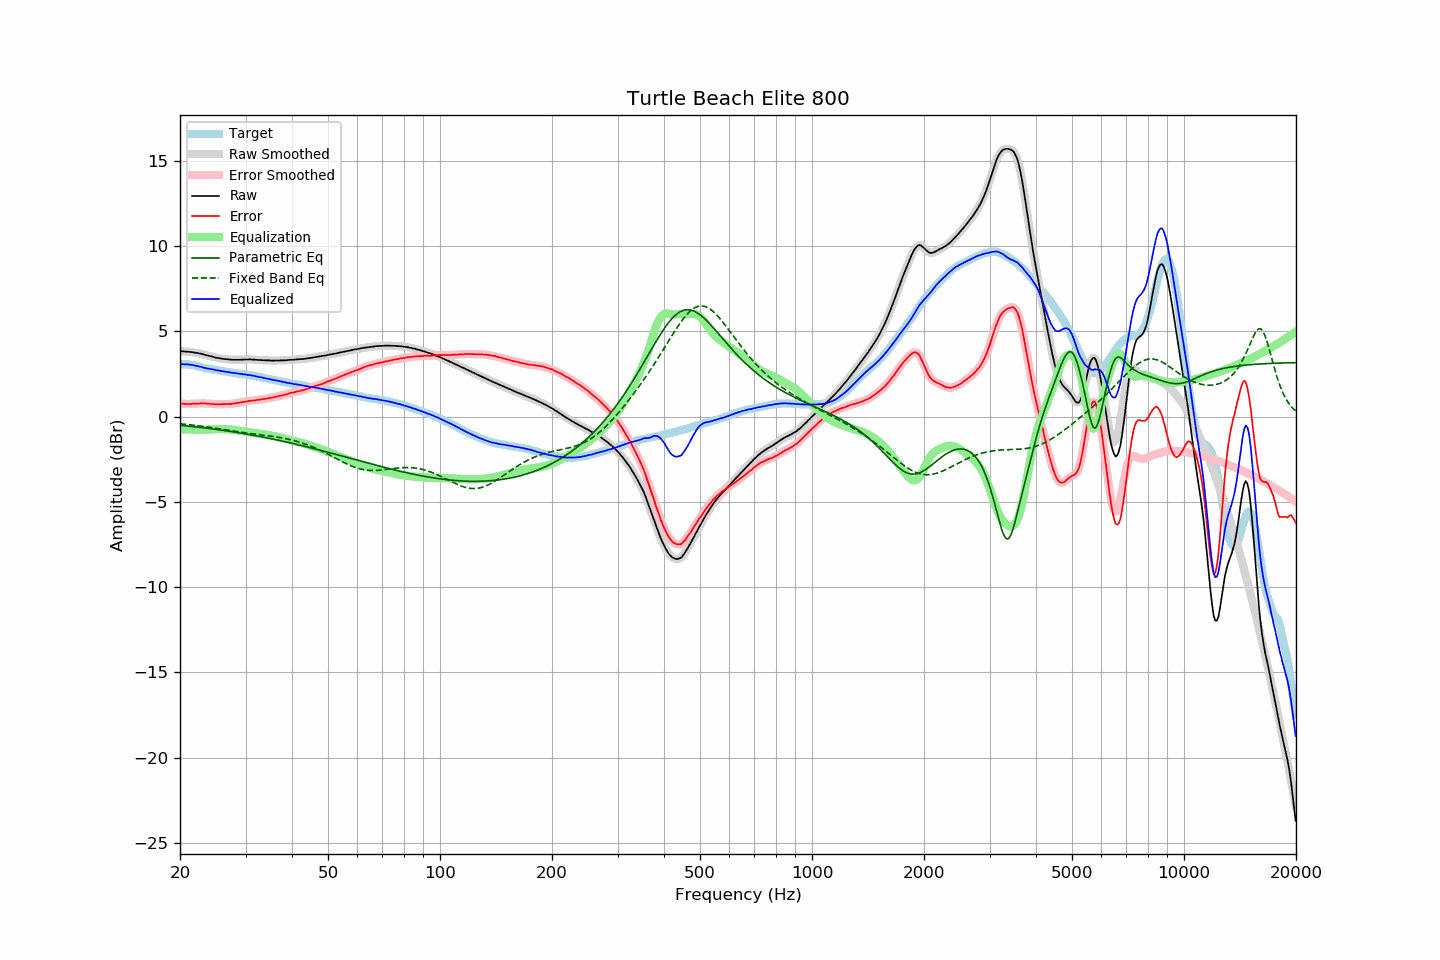 Turtle Beach Elite 800
Target
Raw Smoothed
Error Smoothed
Raw
Error
Equalization
Parametric Eq
Fixed Band Eq
Equalized
15
10
5
0
−5
−10
−15
−20
−25
Amplitude (dBr)
20 50 100 200 500 1000 2000 5000 10000 20000
Frequency (Hz)